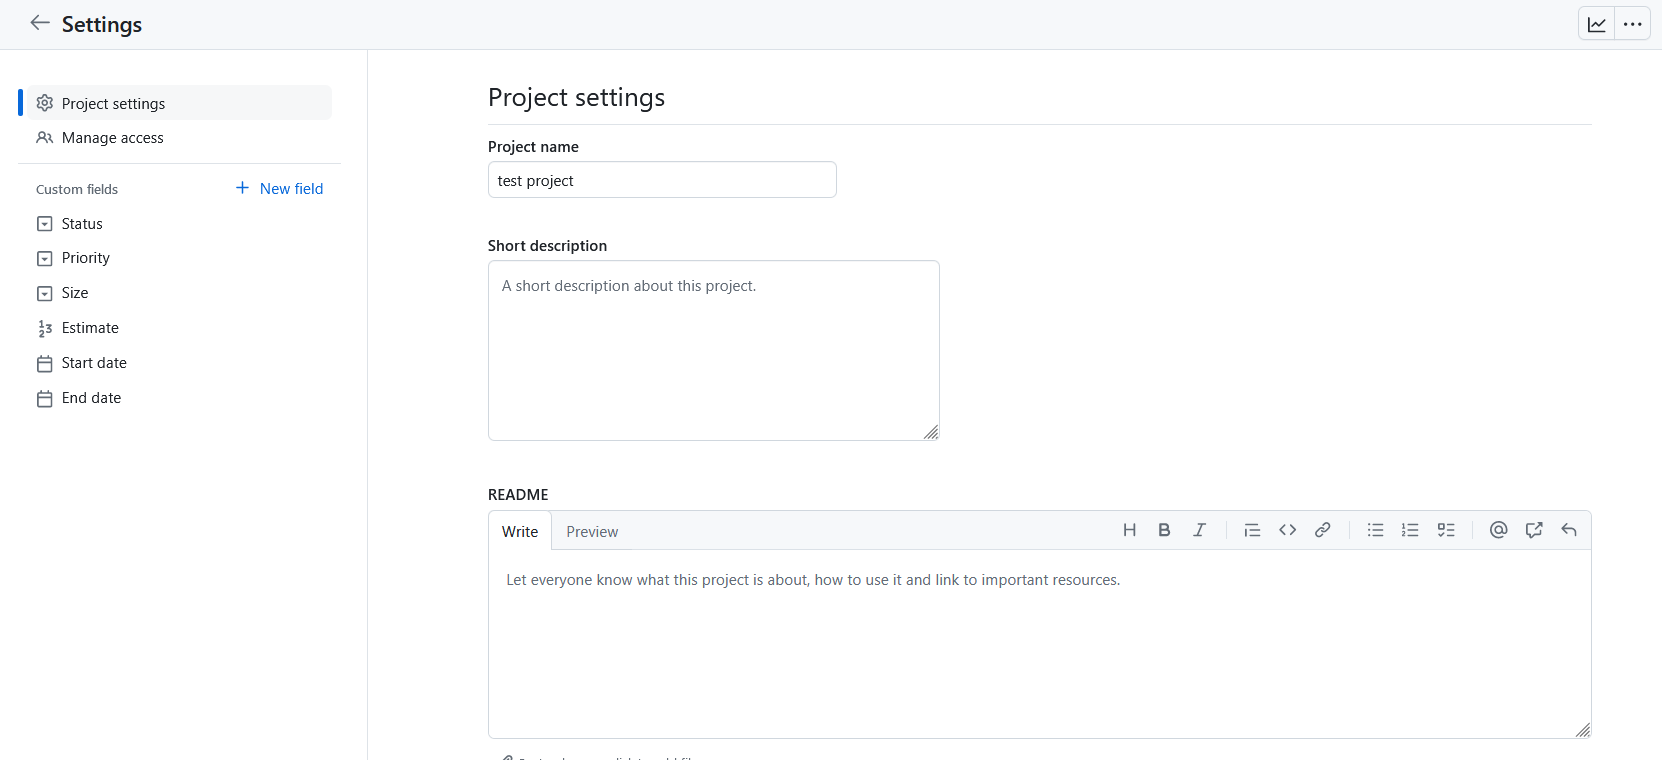 Settings
Project settings
Manage access
Custom fields
New field
Status
Priority
Size
Estimate
Start date
End date
Project settings
Project name
test project
Short description
A short description about this project.
README
Write
Preview
Let everyone know what this project is about, how to use it and link to important resources.